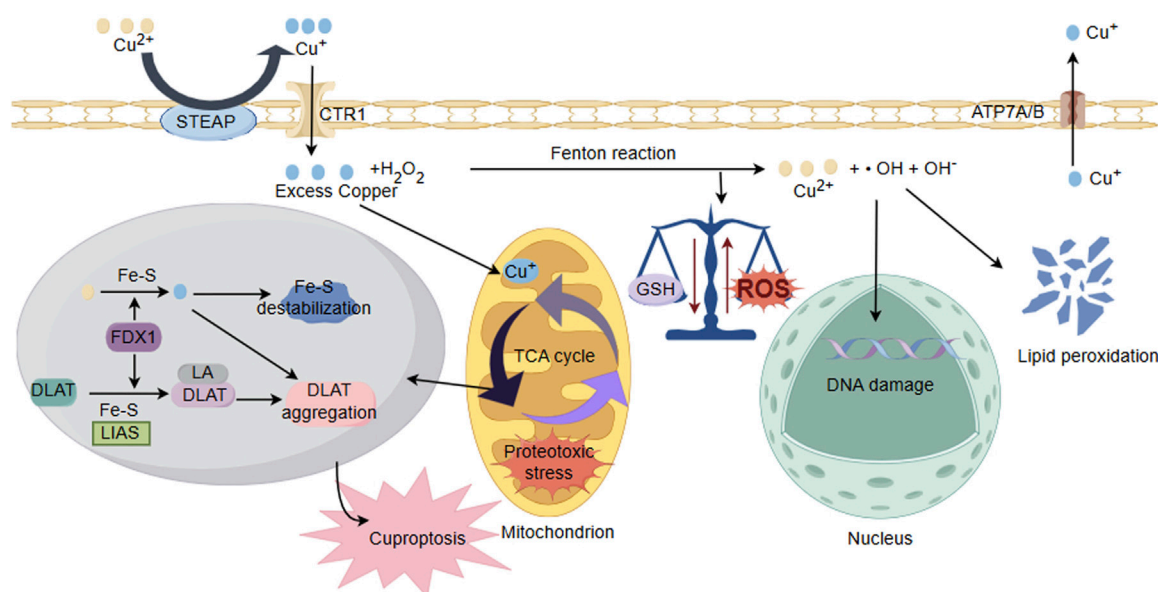 Cu²⁺
Cu⁺
Cu⁺
STEAP
CTR1
ATP7A/B
Excess Copper
+H₂O₂
Fenton reaction
Cu²⁺
+ • OH + OH⁻
Cu⁺
Fe-S
Fe-S
destabilization
FDX1
DLAT
LA
DLAT
Fe-S
LIAS
DLAT
aggregation
Cu⁺
TCA cycle
Proteotoxic
stress
Mitochondrion
Cuproptosis
GSH
ROS
DNA damage
Nucleus
Lipid peroxidation